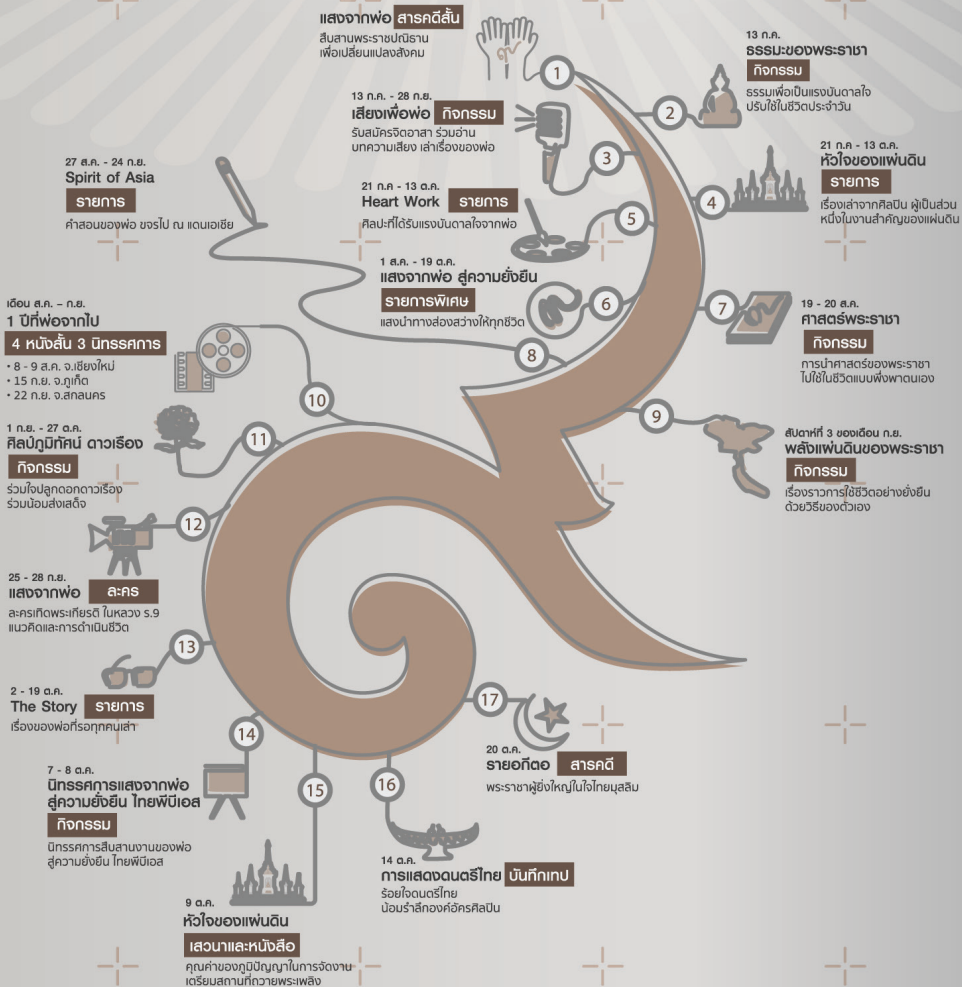 แสงจากพ่อ สารคดีสั้น
สืบสานพระราชปณิธาน
เพื่อเปลี่ยนแปลงสังคม
1
13 ก.ค.
ธรรมะของพระราชา
กิจกรรม
ธรรมเพื่อเป็นแรงบันดาลใจ
ปรับใช้ในชีวิตประจำวัน
2
13 ก.ค. - 28 ก.ย.
เสียงเพื่อพ่อ กิจกรรม
รับสมัครจิตอาสา ร่วมอ่าน
บทความเสียง เล่าเรื่องของพ่อ
3
21 ก.ค - 13 ต.ค.
หัวใจของแผ่นดิน
รายการ
เรื่องเล่าจากศิลปิน ผู้เป็นส่วน
หนึ่งในงานสำคัญของแผ่นดิน
4
21 ก.ค - 13 ต.ค.
Heart Work รายการ
ศิลปะที่ได้รับแรงบันดาลใจจากพ่อ
5
1 ส.ค. - 19 ต.ค.
แสงจากพ่อ สู่ความยั่งยืน
รายการพิเศษ
แสงนำทางส่องสว่างให้ทุกชีวิต
6
19 - 20 ส.ค.
ศาสตร์พระราชา
กิจกรรม
การนำศาสตร์ของพระราชา
ไปใช้ในชีวิตแบบพึ่งพาตนเอง
7
27 ส.ค. - 24 ก.ย.
Spirit of Asia
รายการ
คำสอนของพ่อ ขจรไป ณ แดนเอเชีย
8
สัปดาห์ที่ 3 ของเดือน ก.ย.
พลังแผ่นดินของพระราชา
กิจกรรม
เรื่องราวการใช้ชีวิตอย่างยั่งยืน
ด้วยวิธีของตัวเอง
9
เดือน ส.ค. – ก.ย.
1 ปีที่พ่อจากไป
4 หนังสั้น 3 นิทรรศการ
• 8 - 9 ส.ค. จ.เชียงใหม่
• 15 ก.ย. จ.ภูเก็ต
• 22 ก.ย. จ.สกลนคร
10
1 ก.ย. - 27 ต.ค.
ศิลป์ภูมิทัศน์ ดาวเรือง
กิจกรรม
ร่วมใจปลูกดอกดาวเรือง
ร่วมน้อมส่งเสด็จ
11
12
25 - 28 ก.ย.
แสงจากพ่อ ละคร
ละครเทิดพระเกียรติ ในหลวง ร.9
แนวคิดและการดำเนินชีวิต
13
2 - 19 ต.ค.
The Story รายการ
เรื่องของพ่อที่รอทุกคนเล่า
14
7 - 8 ต.ค.
นิทรรศการแสงจากพ่อ
สู่ความยั่งยืน ไทยพีบีเอส
กิจกรรม
นิทรรศการสืบสานงานของพ่อ
สู่ความยั่งยืน ไทยพีบีเอส
15
9 ต.ค.
หัวใจของแผ่นดิน
เสวนาและหนังสือ
คุณค่าของภูมิปัญญาในการจัดงาน
เตรียมสถานที่ถวายพระเพลิง
16
14 ต.ค.
การแสดงดนตรีไทย บันทึกเทป
ร้อยใจดนตรีไทย
น้อมรำลึกองค์อัครศิลปิน
17
20 ต.ค.
รายอกีตอ สารคดี
พระราชาผู้ยิ่งใหญ่ในใจไทยมุสลิม